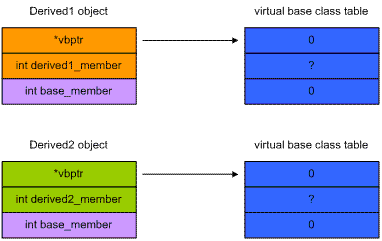 Derived1 object
virtual base class table
*vbptr
0
int derived1_member
?
int base_member
0
Derived2 object
virtual base class table
*vbptr
0
int derived2_member
?
int base_member
0